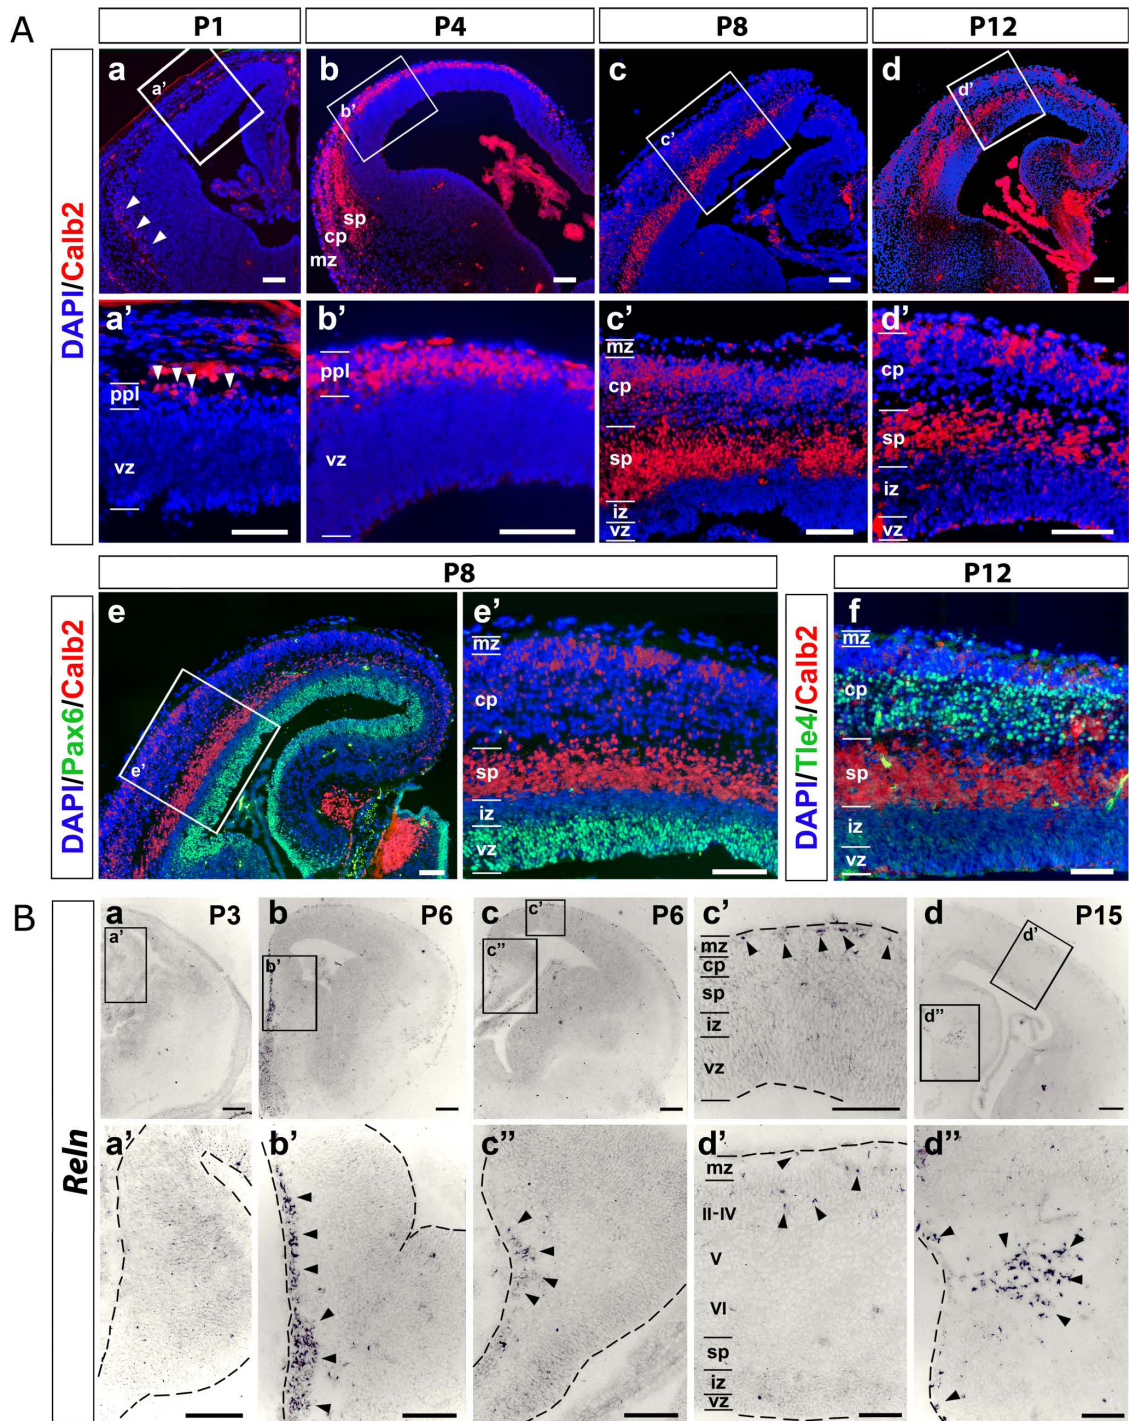 A
P1
P4
P8
P12
DAPI/Calb2
a
a'
b
b'
sp
cp
mz
c
c'
d
d'
a'
ppl
vz
b'
ppl
vz
c'
mz
cp
sp
iz
vz
d'
cp
sp
iz
vz
P8
P12
DAPI/Pax6/Calb2
e
e'
e'
mz
cp
sp
iz
vz
DAPI/Tle4/Calb2
f
mz
cp
sp
iz
vz
B
Reln
a
P3
a'
b
P6
b'
c
P6
c'
c''
c'
mz
cp
sp
iz
vz
d
P15
d'
d''
a'
b'
c''
d'
mz
II-IV
V
VI
sp
iz
vz
d''